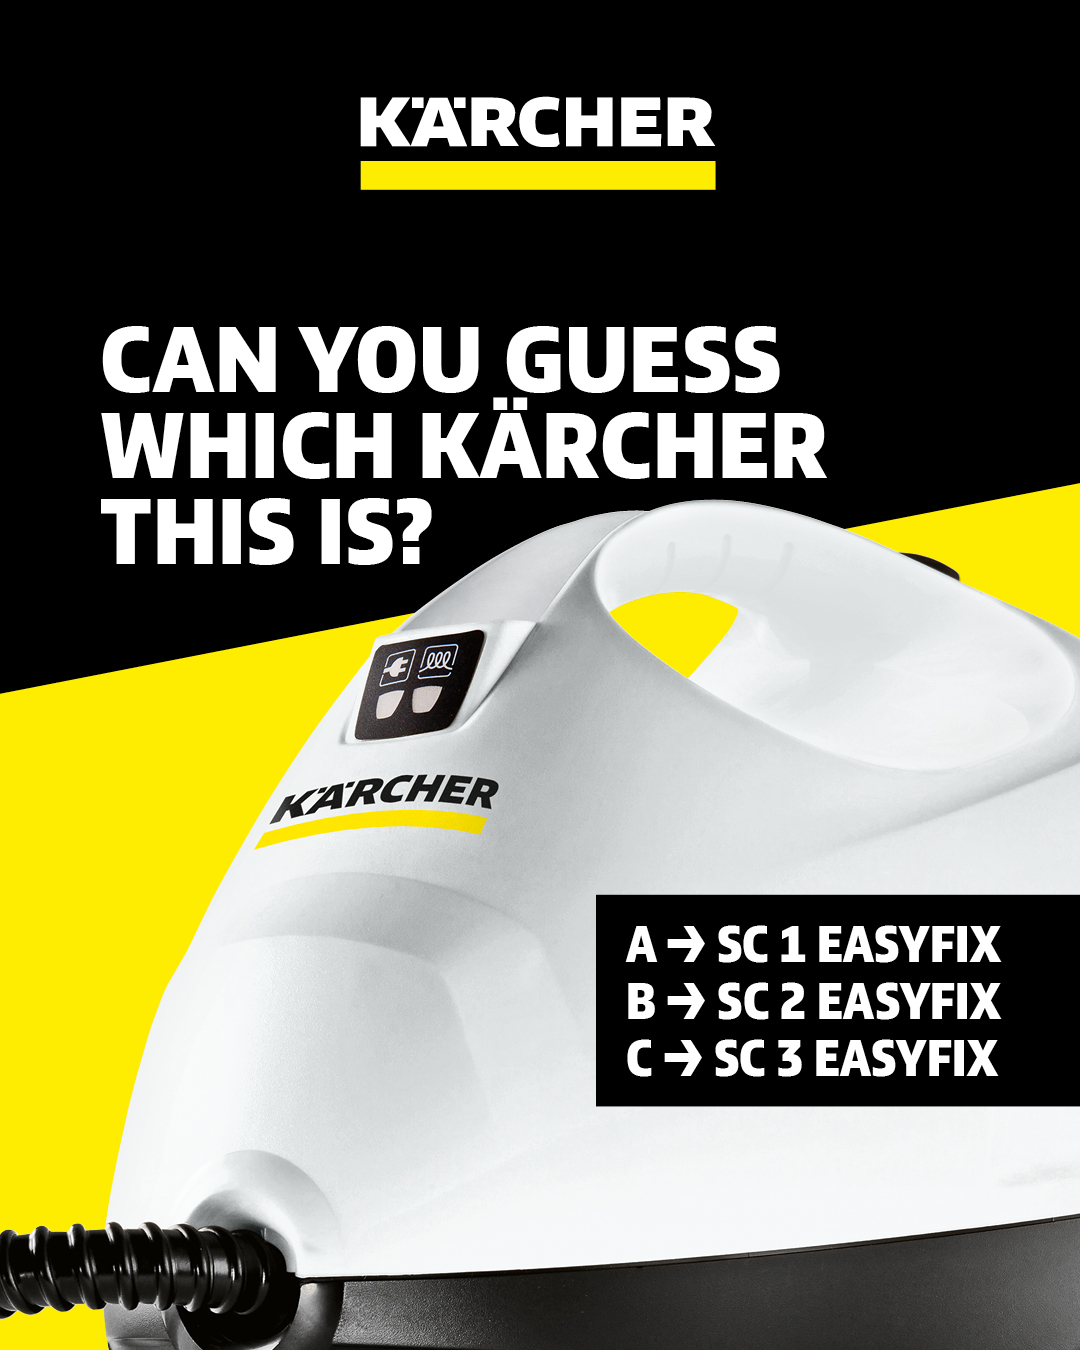 KÄRCHER
CAN YOU GUESS
WHICH KÄRCHER
THIS IS?
KÄRCHER
A → SC 1 EASYFIX
B → SC 2 EASYFIX
C → SC 3 EASYFIX